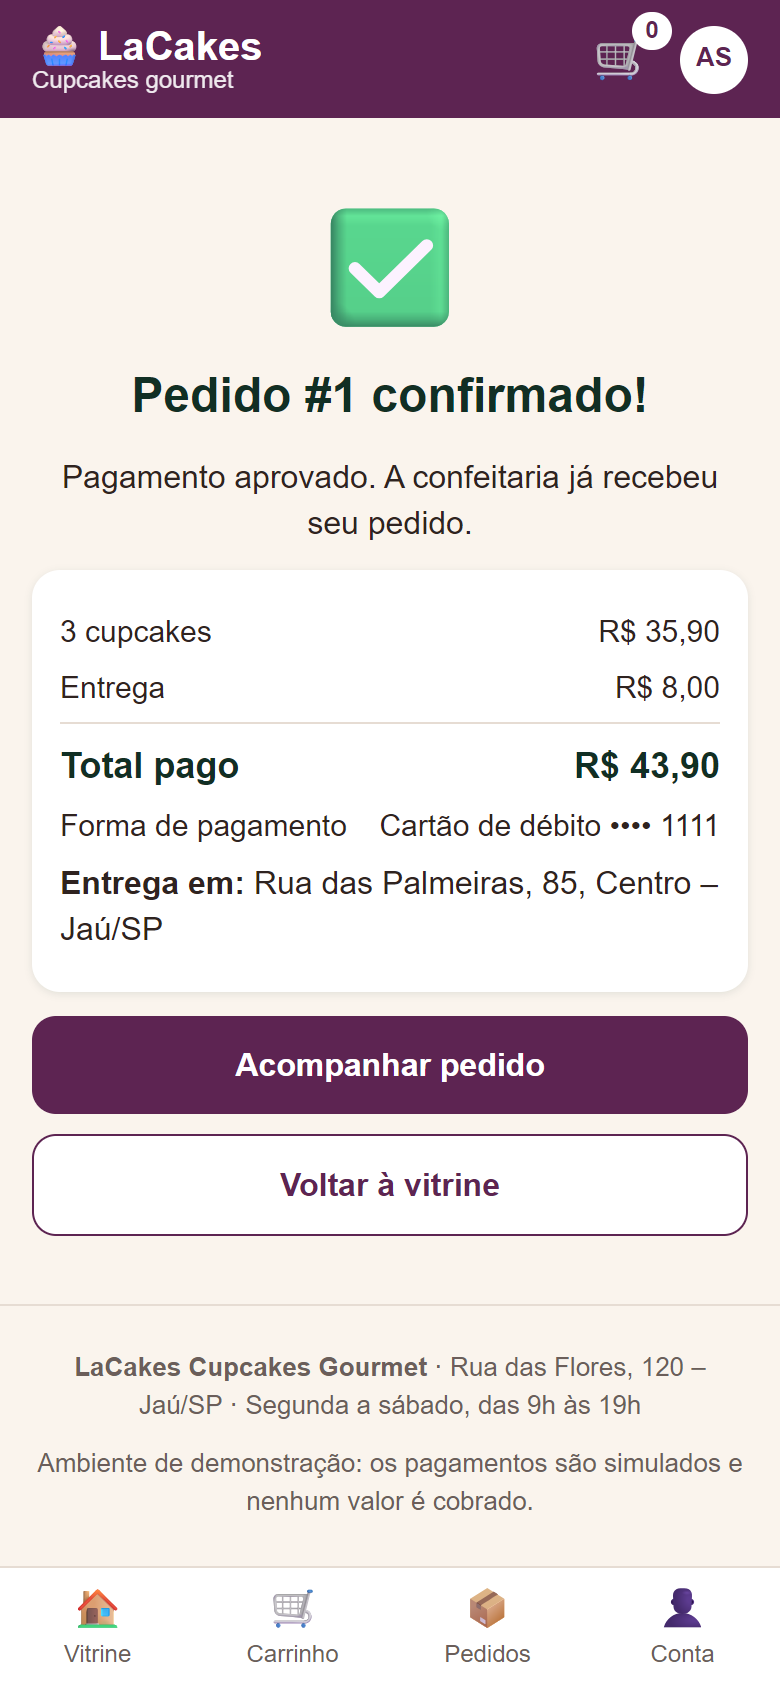 LaCakes
Cupcakes gourmet
0
AS
Pedido #1 confirmado!
Pagamento aprovado. A confeitaria já recebeu
seu pedido.
3 cupcakes R$ 35,90
Entrega R$ 8,00
Total pago R$ 43,90
Forma de pagamento Cartão de débito •••• 1111
Entrega em: Rua das Palmeiras, 85, Centro –
Jaú/SP
Acompanhar pedido
Voltar à vitrine
LaCakes Cupcakes Gourmet · Rua das Flores, 120 –
Jaú/SP · Segunda a sábado, das 9h às 19h
Ambiente de demonstração: os pagamentos são simulados e
nenhum valor é cobrado.
Vitrine Carrinho Pedidos Conta